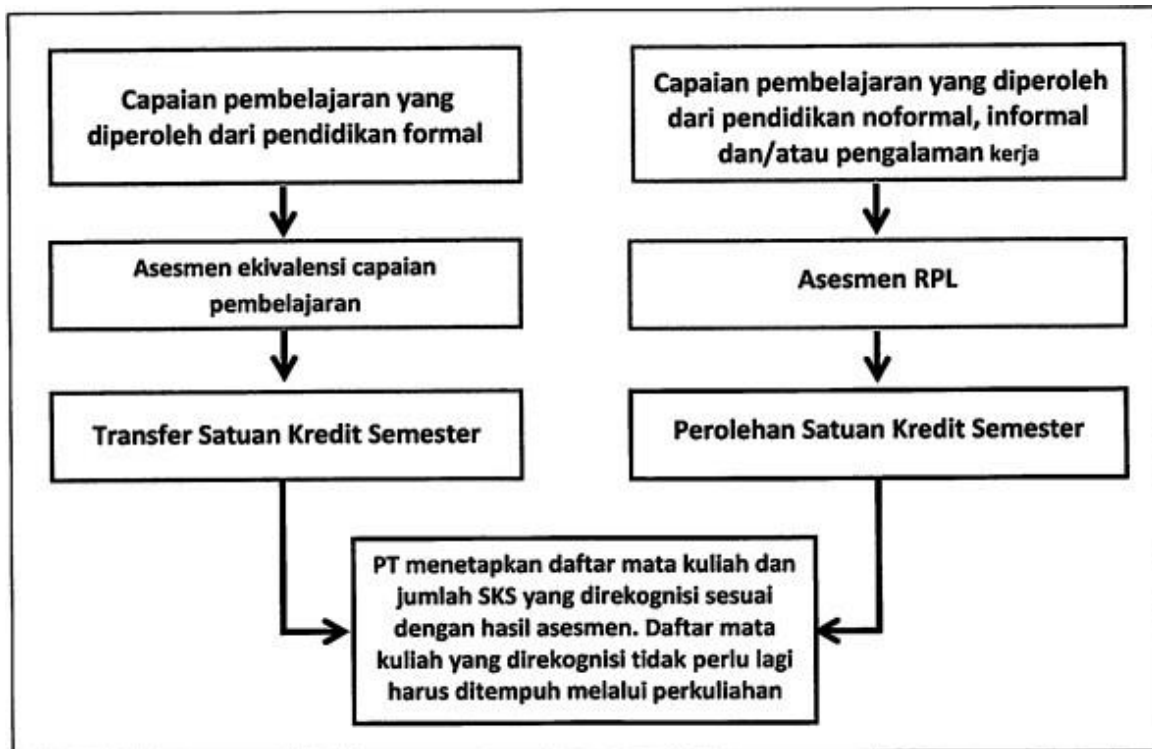 Capaian pembelajaran yang
diperoleh dari pendidikan formal
Capaian pembelajaran yang diperoleh
dari pendidikan noformal, informal
dan/atau pengalaman kerja
Asesmen ekivalensi capaian
pembelajaran
Asesmen RPL
Transfer Satuan Kredit Semester
Perolehan Satuan Kredit Semester
PT menetapkan daftar mata kuliah dan
jumlah SKS yang direkognisi sesuai
dengan hasil asesmen. Daftar mata
kuliah yang direkognisi tidak perlu lagi
harus ditempuh melalui perkuliahan